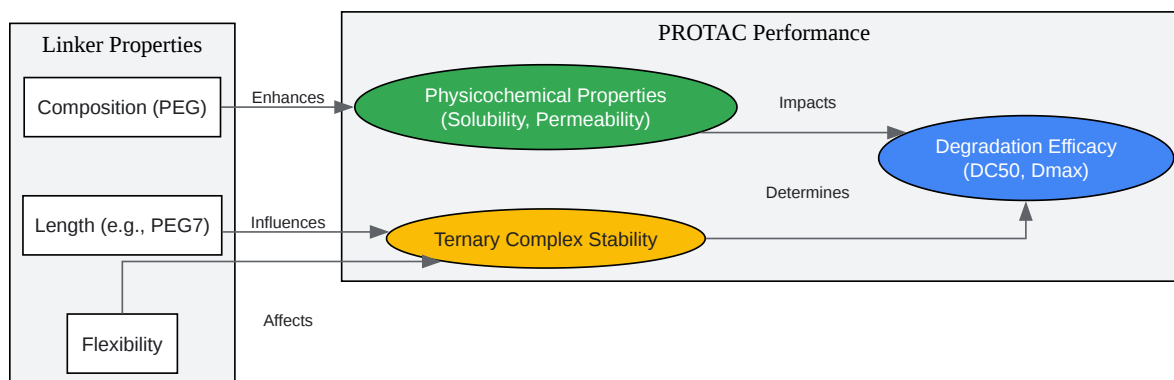 Linker Properties
PROTAC Performance
Composition (PEG)
Enhances
Physicochemical Properties
(Solubility, Permeability)
Impacts
Degradation Efficacy
(DC50, Dmax)
Determines
Length (e.g., PEG7)
Influences
Ternary Complex Stability
Affects
Flexibility